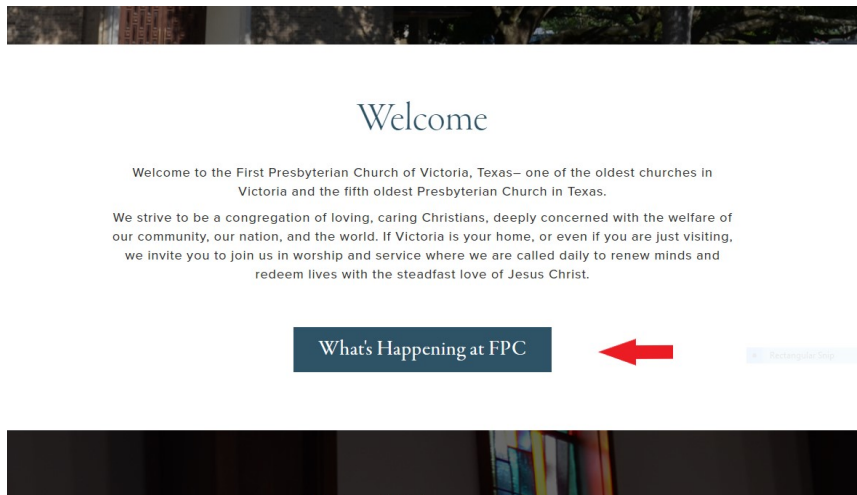 Welcome
Welcome to the First Presbyterian Church of Victoria, Texas– one of the oldest churches in
Victoria and the fifth oldest Presbyterian Church in Texas.
We strive to be a congregation of loving, caring Christians, deeply concerned with the welfare of
our community, our nation, and the world. If Victoria is your home, or even if you are just visiting,
we invite you to join us in worship and service where we are called daily to renew minds and
redeem lives with the steadfast love of Jesus Christ.
What's Happening at FPC
Rectangular Snip